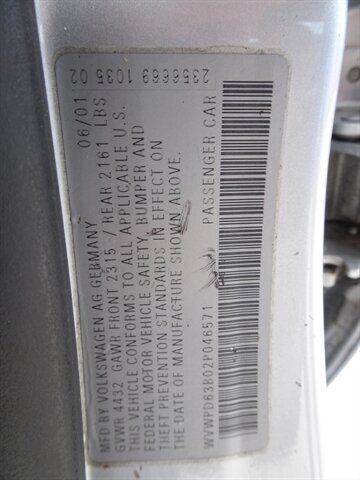 2356669 1035 02
MFD BY VOLKSWAGEN AG GERMANY 06/01
GVWR 4432 GAWR FRONT 2315 / REAR 2161 LBS
THIS VEHICLE CONFORMS TO ALL APPLICABLE U.S.
FEDERAL MOTOR VEHICLE SAFETY, BUMPER AND
THEFT PREVENTION STANDARDS IN EFFECT ON
DATE OF MANUFACTURE SHOWN ABOVE.
WVWPD63B02P046571 PASSENGER CAR